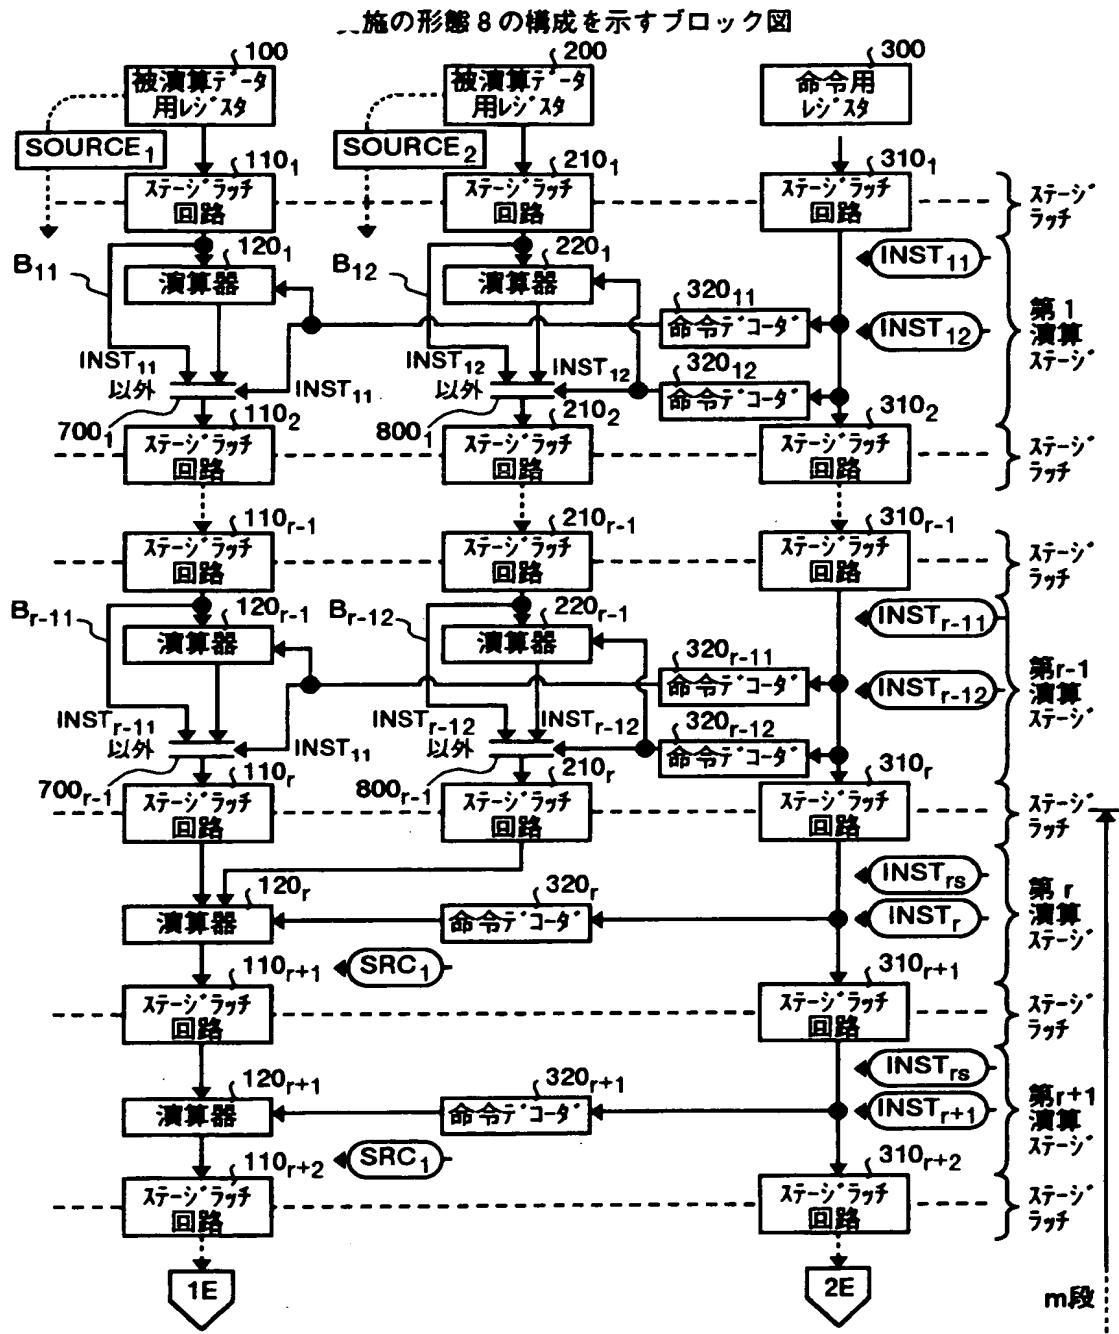 施の形態8の構成を示すブロック図
100
被演算データ
用レジスタ
200
被演算データ
用レジスタ
300
命令用
レジスタ
SOURCE1
SOURCE2
1101
ステージラッチ
回路
2101
ステージラッチ
回路
3101
ステージラッチ
回路
ステージ
ラッチ
B11
1201
演算器
B12
2201
演算器
INST11
32011
命令デコーダ
INST12
第1
演算
ステージ
INST11
以外
INST11
INST12
以外
INST12
32012
命令デコーダ
7001
1102
ステージラッチ
回路
8001
2102
ステージラッチ
回路
3102
ステージラッチ
回路
ステージ
ラッチ
110r-1
ステージラッチ
回路
210r-1
ステージラッチ
回路
310r-1
ステージラッチ
回路
ステージ
ラッチ
Br-11
120r-1
演算器
Br-12
220r-1
演算器
INSTr-11
320r-11
命令デコーダ
INSTr-12
第r-1
演算
ステージ
INSTr-11
以外
INST11
INSTr-12
以外
INSTr-12
320r-12
命令デコーダ
700r-1
110r
ステージラッチ
回路
800r-1
210r
ステージラッチ
回路
310r
ステージラッチ
回路
ステージ
ラッチ
120r
演算器
320r
命令デコーダ
INSTrs
INSTr
第r
演算
ステージ
SRC1
110r+1
ステージラッチ
回路
310r+1
ステージラッチ
回路
ステージ
ラッチ
120r+1
演算器
320r+1
命令デコーダ
INSTrs
INSTr+1
第r+1
演算
ステージ
SRC1
110r+2
ステージラッチ
回路
310r+2
ステージラッチ
回路
ステージ
ラッチ
1E
2E
m段